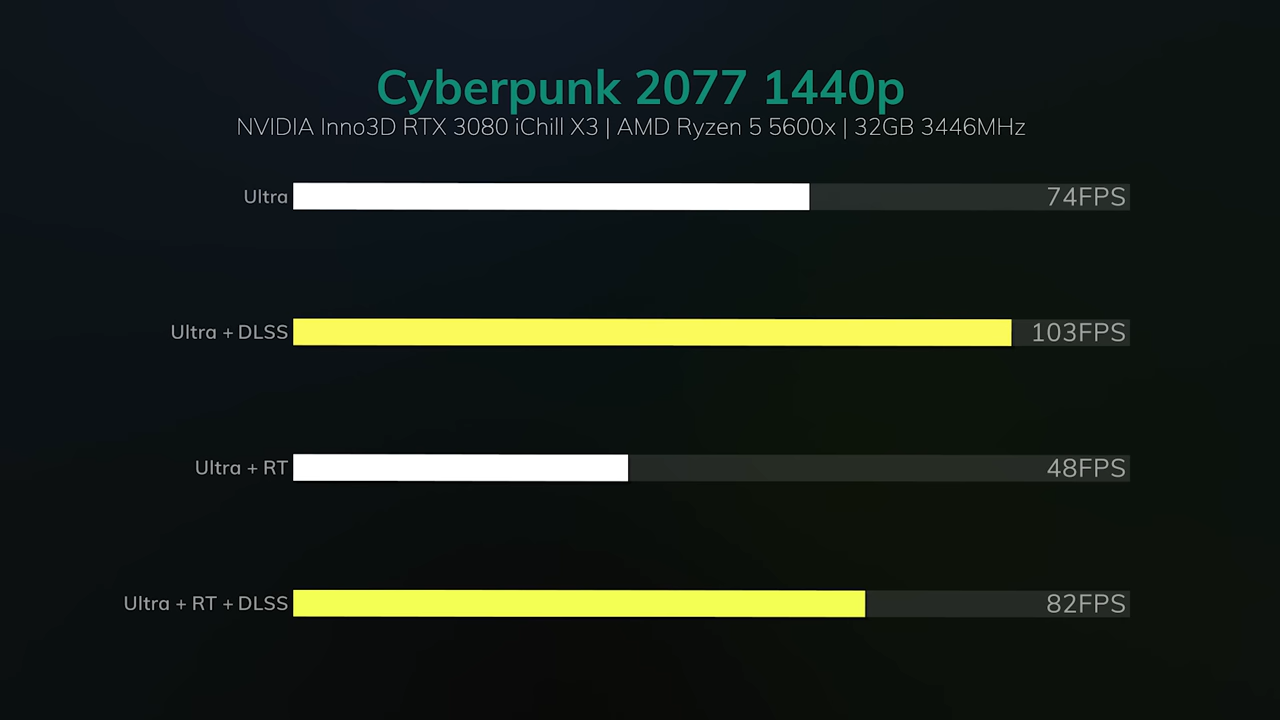 Cyberpunk 2077 1440p
NVIDIA Inno3D RTX 3080 iChill X3 | AMD Ryzen 5 5600x | 32GB 3446MHz
Ultra 74FPS
Ultra + DLSS 103FPS
Ultra + RT 48FPS
Ultra + RT + DLSS 82FPS